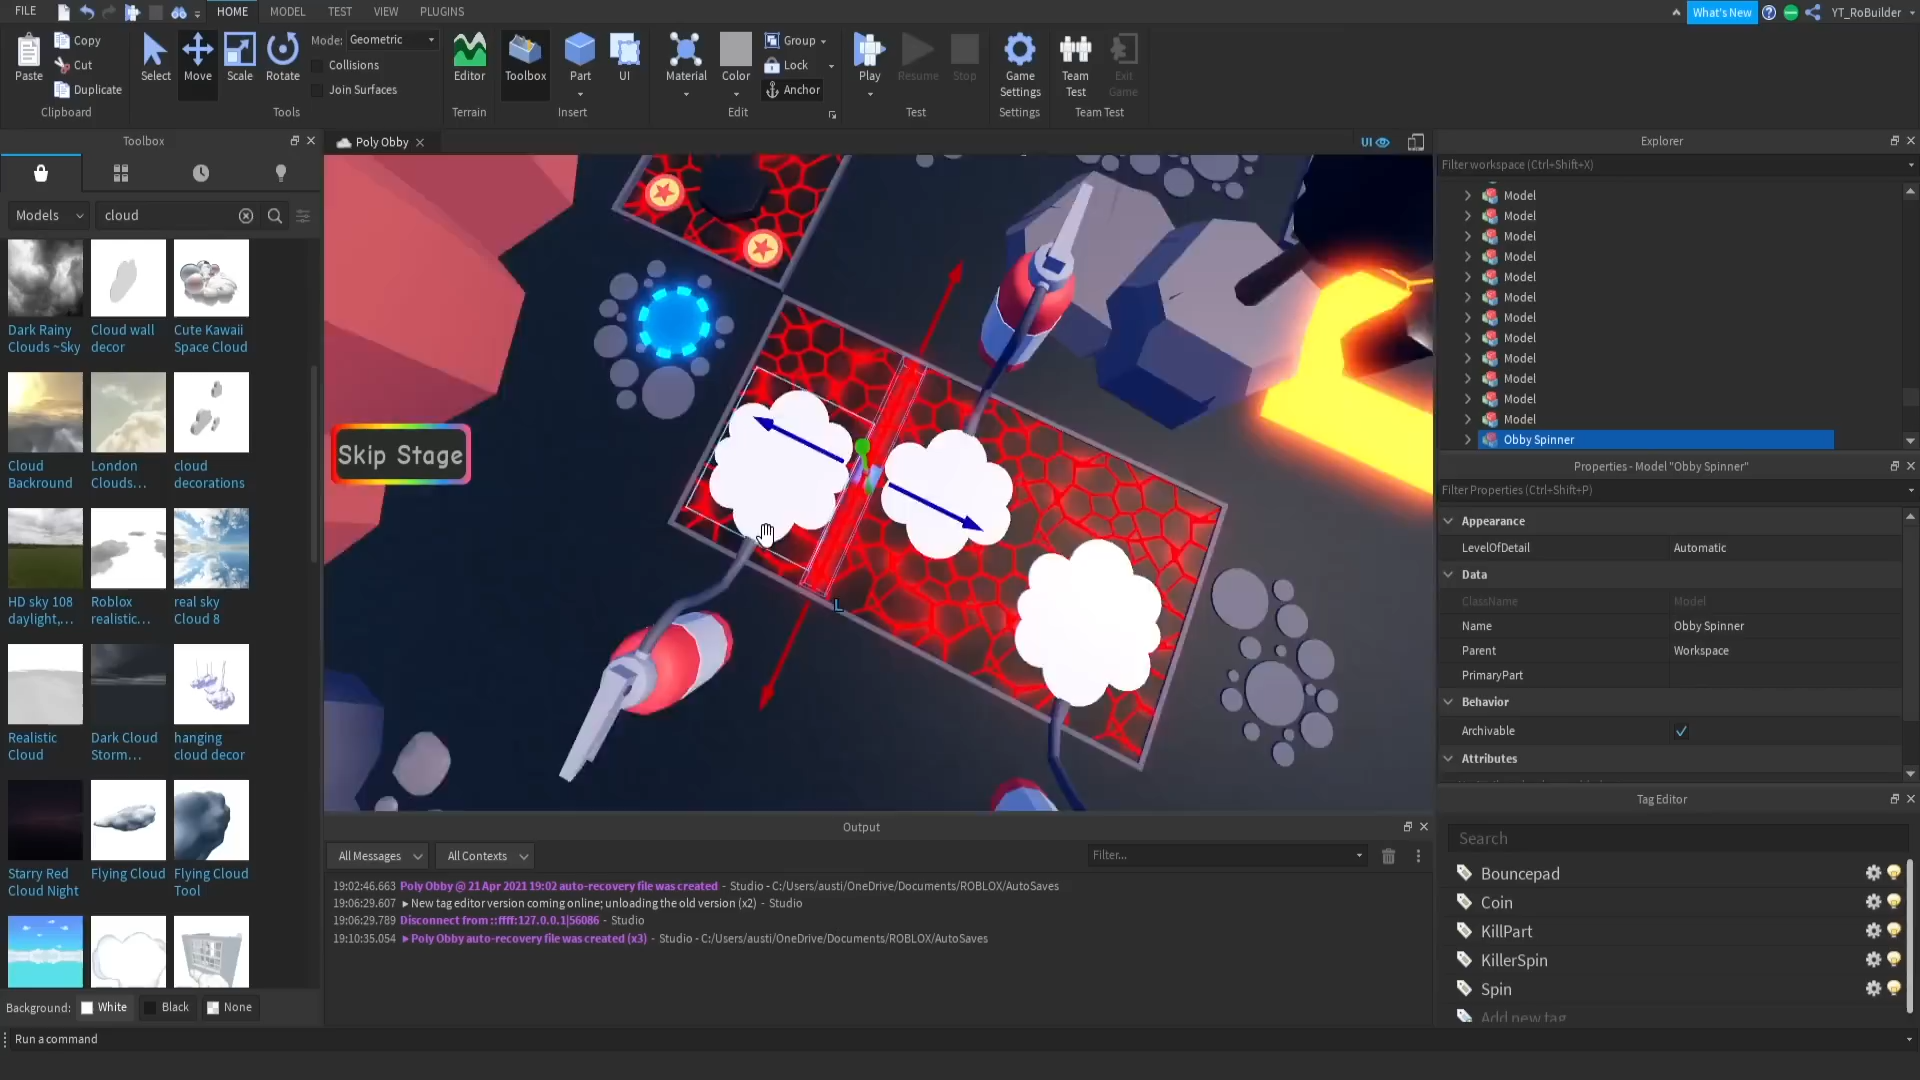 FILE
HOME
MODEL
TEST
VIEW
PLUGINS
What's New
YT_RoBuilder
Paste
Copy
Cut
Duplicate
Clipboard
Select
Move
Scale
Rotate
Mode: Geometric
Collisions
Join Surfaces
Tools
Editor
Terrain
Toolbox
Part
UI
Insert
Material
Color
Group
Lock
Anchor
Edit
Play
Resume
Stop
Test
Game
Settings
Settings
Team
Test
Exit
Game
Team Test
Toolbox
Models
cloud
Dark Rainy
Clouds ~Sky
Cloud wall
decor
Cute Kawaii
Space Cloud
Cloud
Backround
London
Clouds...
cloud
decorations
HD sky 108
daylight,...
Roblox
realistic...
real sky
Cloud 8
Realistic
Cloud
Dark Cloud
Storm...
hanging
cloud decor
Starry Red
Cloud Night
Flying Cloud
Flying Cloud
Tool
Background: White Black None
Run a command
Poly Obby
UI
Skip Stage
L
Output
All Messages
All Contexts
Filter...
19:02:46.663 Poly Obby @ 21 Apr 2021 19:02 auto-recovery file was created - Studio - C:/Users/austi/OneDrive/Documents/ROBLOX/AutoSaves
19:06:29.607 ▸ New tag editor version coming online; unloading the old version (x2) - Studio
19:06:29.789 Disconnect from ::ffff:127.0.0.1|56086 - Studio
19:10:35.054 ▸ Poly Obby auto-recovery file was created (x3) - Studio - C:/Users/austi/OneDrive/Documents/ROBLOX/AutoSaves
Explorer
Filter workspace (Ctrl+Shift+X)
Model
Model
Model
Model
Model
Model
Model
Model
Model
Model
Model
Model
Obby Spinner
Properties - Model "Obby Spinner"
Filter Properties (Ctrl+Shift+P)
Appearance
LevelOfDetail Automatic
Data
ClassName Model
Name Obby Spinner
Parent Workspace
PrimaryPart
Behavior
Archivable
Attributes
Tag Editor
Search
Bouncepad
Coin
KillPart
KillerSpin
Spin
Add new tag